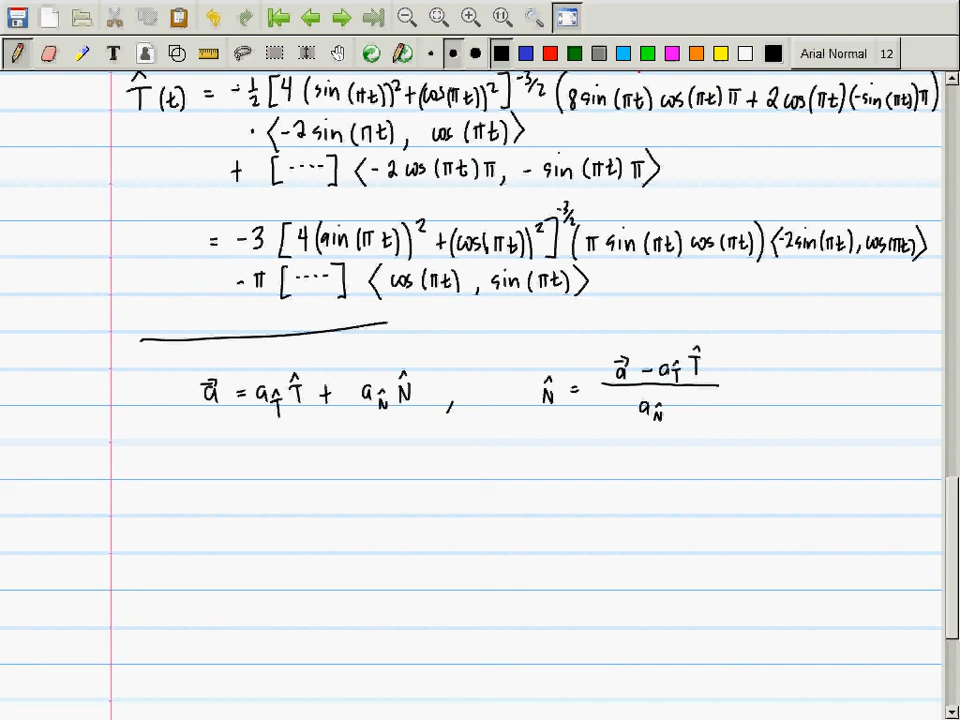 Arial Normal 12
T̂(t) = -½ [4(sin(πt))² + (cos(πt))²]^-3/2 (8 sin(πt) cos(πt) π + 2 cos(πt)(-sin(πt)π)
· ⟨-2 sin(πt), cos(πt)⟩
+ [····] ⟨-2 cos(πt)π, - sin(πt)π⟩
= -3 [4(sin(πt))² + (cos(πt))²]^-3/2 (π sin(πt) cos(πt)) ⟨-2 sin(πt), cos(πt)⟩
-π [····] ⟨cos(πt), sin(πt)⟩
a⃗ = a_T̂ T̂ + a_N̂ N̂ , N̂ = (a⃗ - a_T̂ T̂) / a_N̂